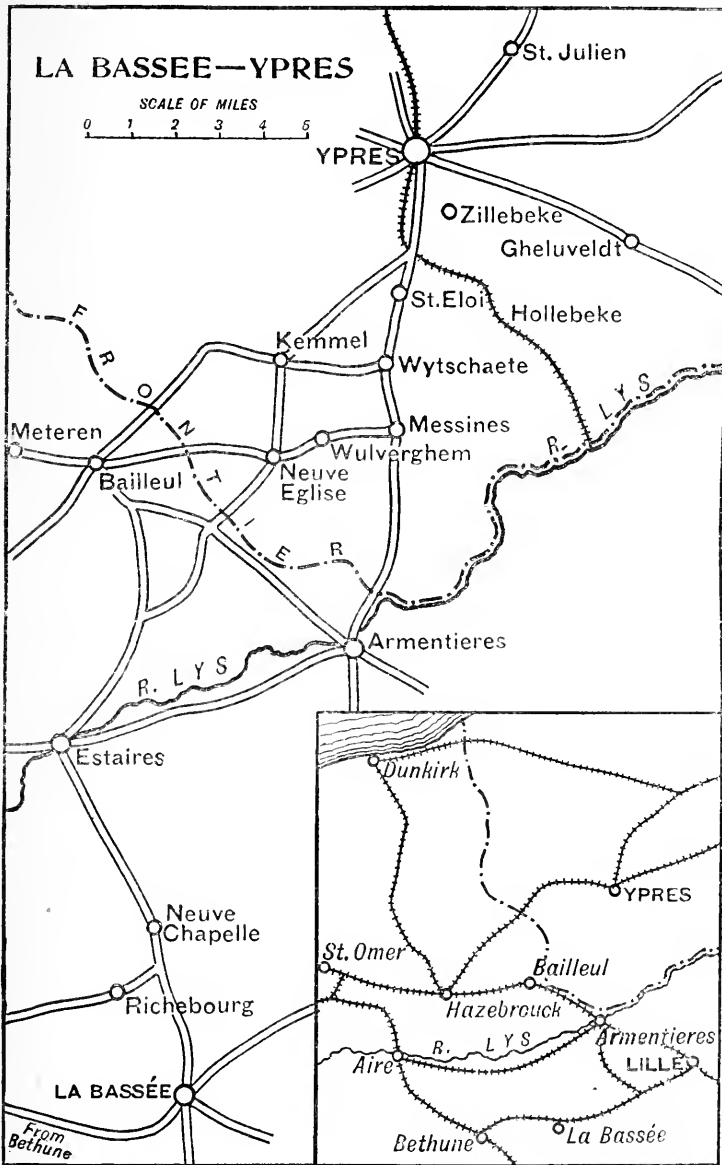 LA BASSEE—YPRES
SCALE OF MILES
0 1 2 3 4 5
St. Julien
YPRES
Zillebeke
Gheluveldt
St. Eloi
Hollebeke
Kemmel
Wytschaete
Messines
R. LYS
FRONTIER
Meteren
Bailleul
Wulverghem
Neuve
Eglise
Armentieres
R. LYS
Estaires
Neuve
Chapelle
Richebourg
LA BASSÉE
From
Bethune
Dunkirk
YPRES
St. Omer
Bailleul
Hazebrouck
Armentieres
R. LYS
Aire
LILLE
Bethune
La Bassée